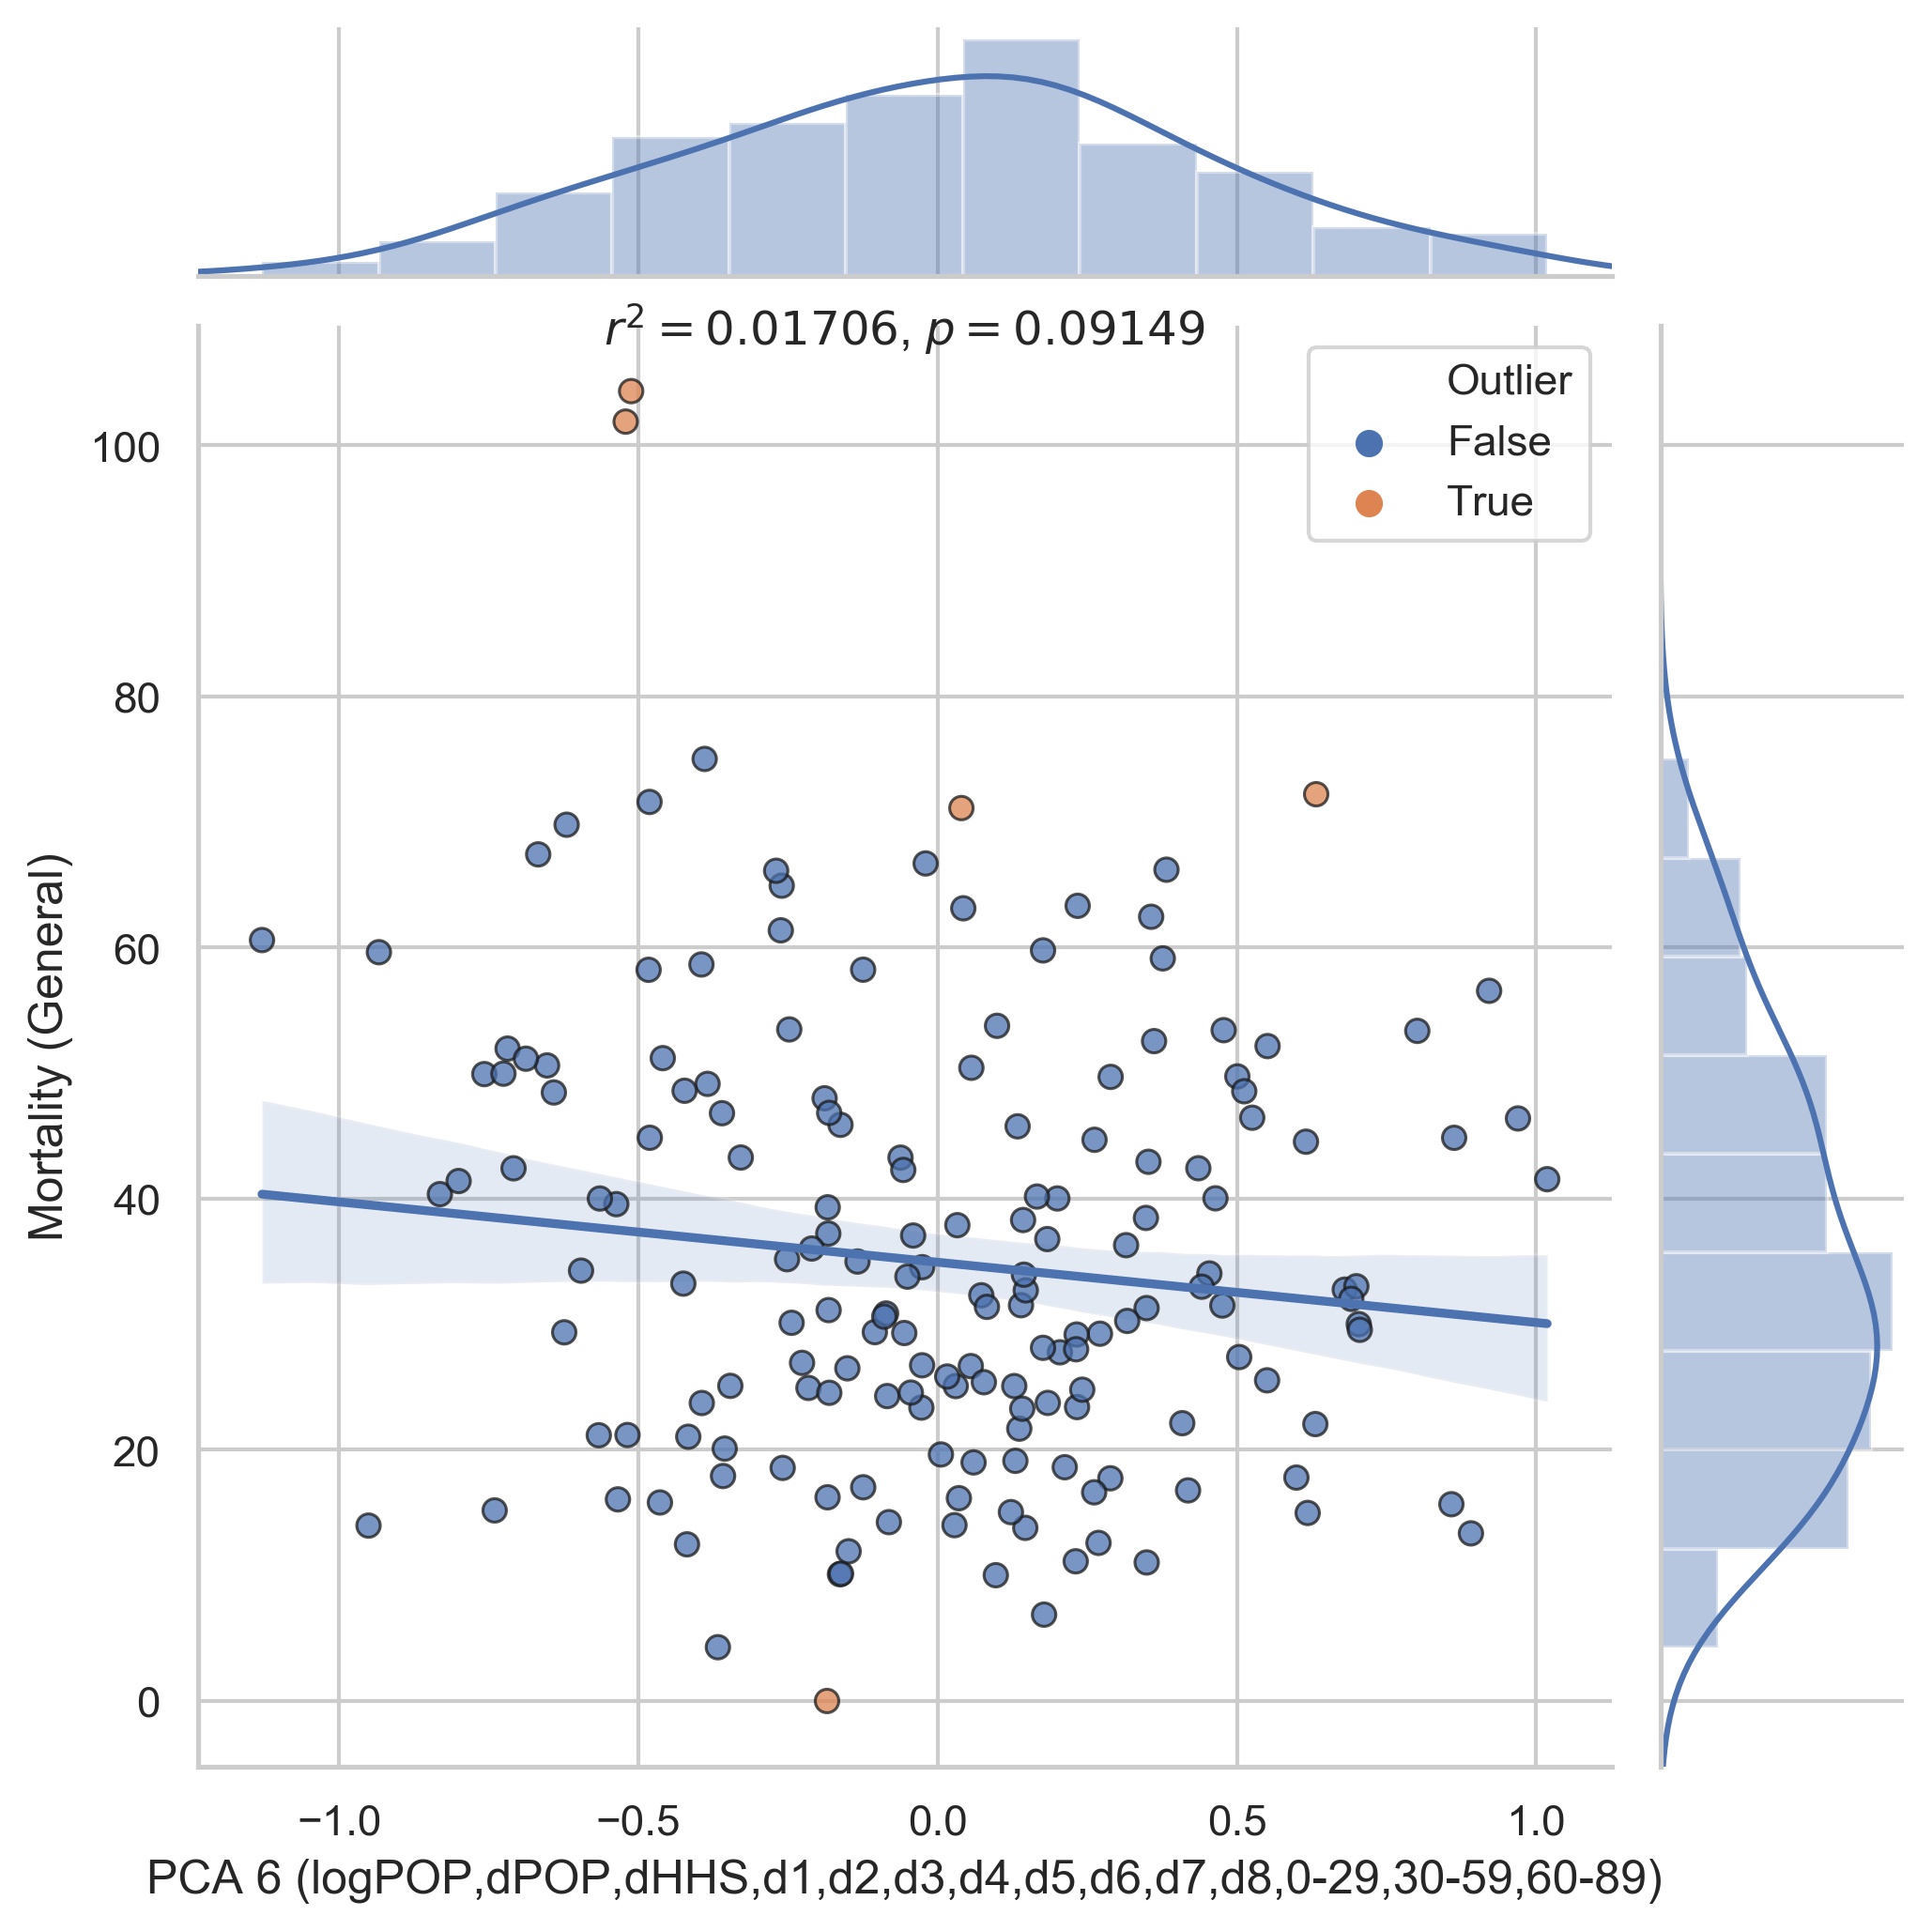 r² = 0.01706, p = 0.09149
Outlier
False
True
100
80
60
40
20
0
Mortality (General)
−1.0 −0.5 0.0 0.5 1.0
PCA 6 (logPOP,dPOP,dHHS,d1,d2,d3,d4,d5,d6,d7,d8,0-29,30-59,60-89)